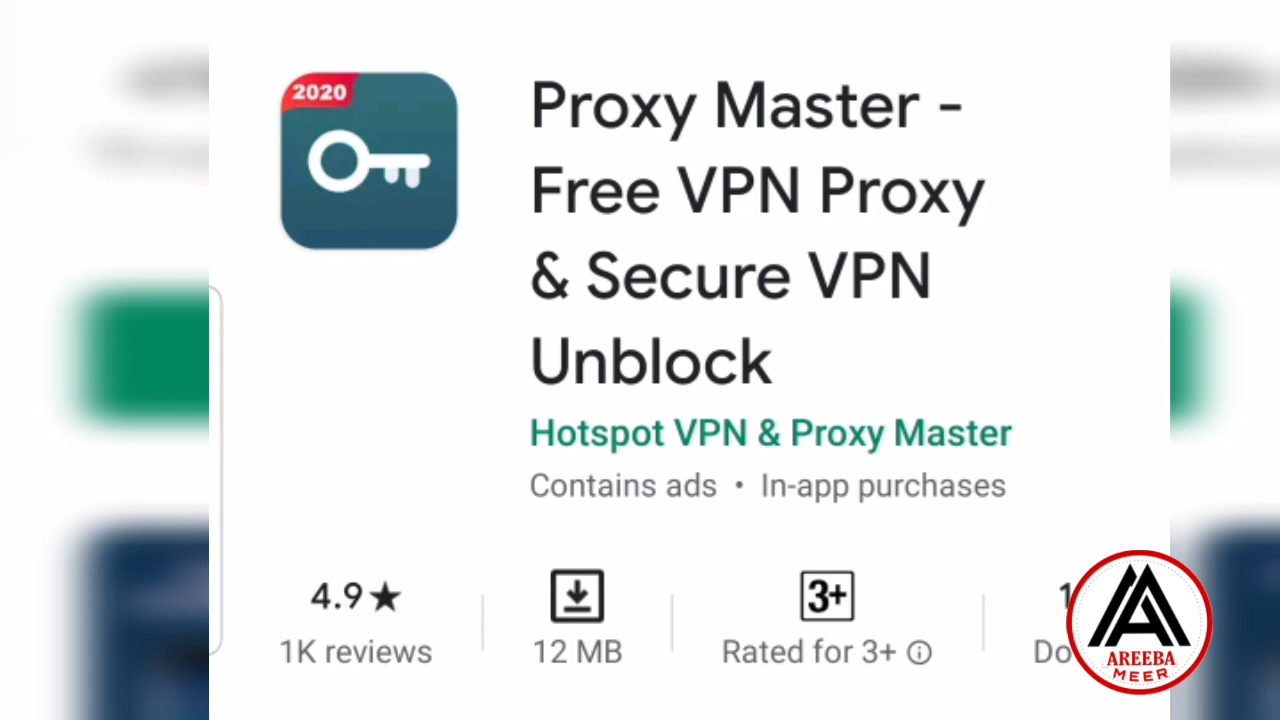 2020
Proxy Master -
Free VPN Proxy
& Secure VPN
Unblock
Hotspot VPN & Proxy Master
Contains ads • In-app purchases
4.9★
1K reviews
12 MB
3+
Rated for 3+
AREEBA
MEER